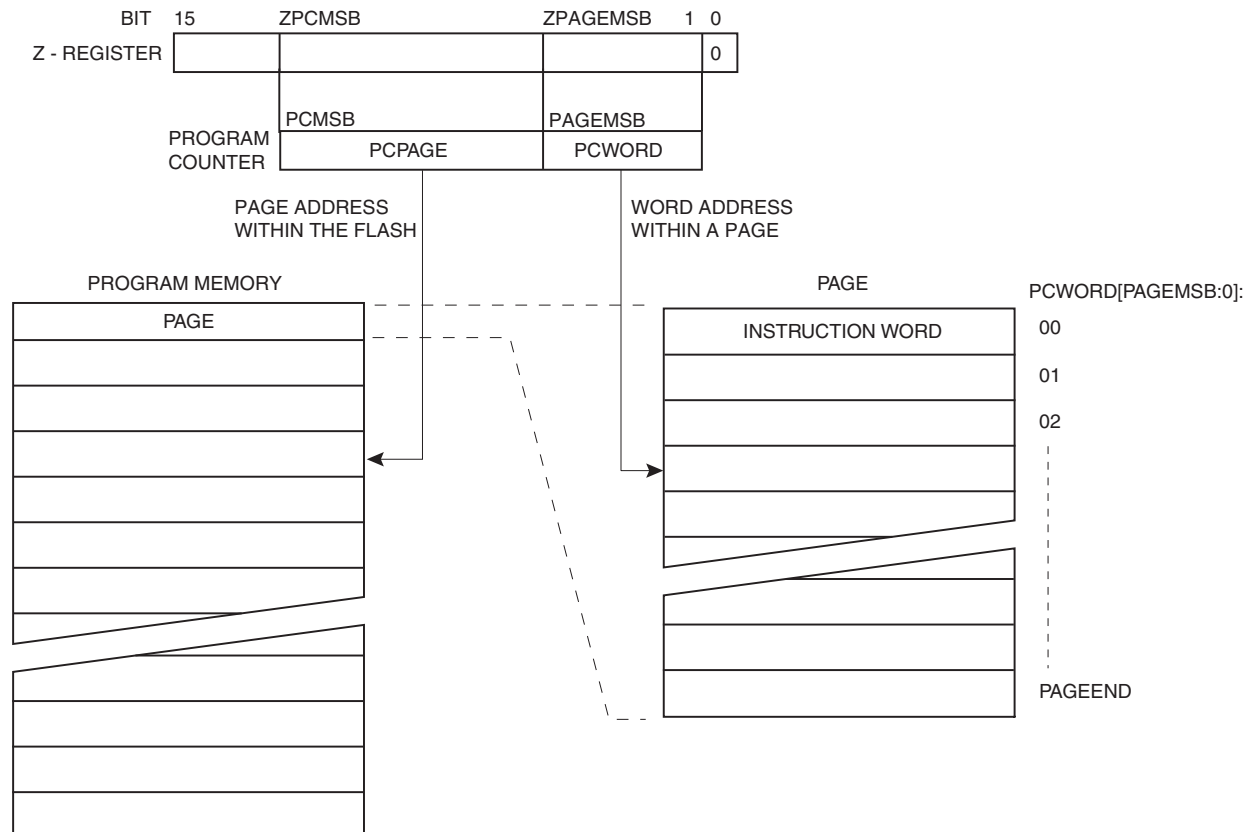 BIT 15 ZPCMSB ZPAGEMSB 1 0
Z - REGISTER 0
PCMSB PAGEMSB
PROGRAM
COUNTER
PCPAGE PCWORD
PAGE ADDRESS
WITHIN THE FLASH
WORD ADDRESS
WITHIN A PAGE
PROGRAM MEMORY
PAGE
PAGE
PCWORD[PAGEMSB:0]:
INSTRUCTION WORD
00
01
02
PAGEEND